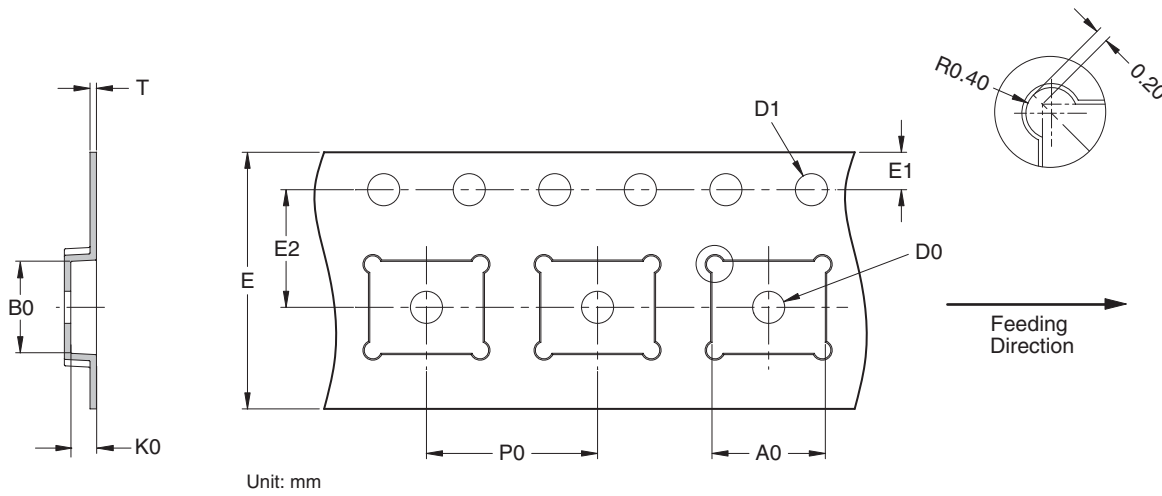 T
D1
R0.40
0.20
E1
E2
E
D0
B0
Feeding
Direction
K0
P0
A0
Unit: mm